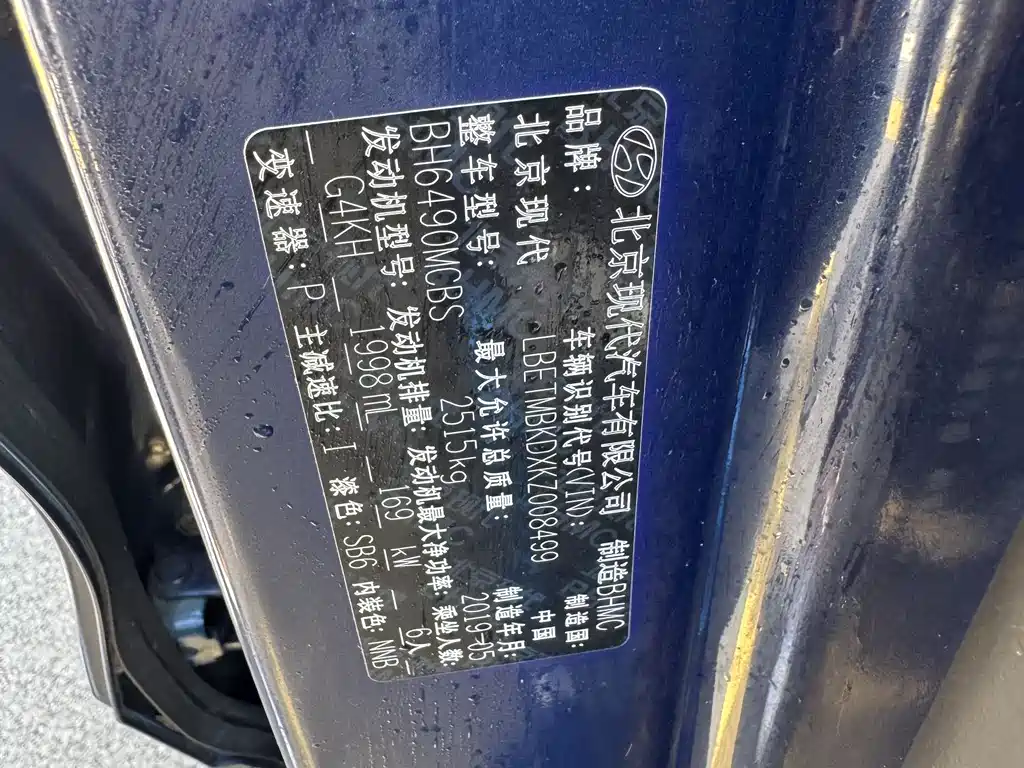 北京现代汽车有限公司 制造BHMC
品牌: 车辆识别代号(VIN): 制造国:
北京现代 LBETMBKDXKZ008499 中国
整车型号: 最大允许总质量: 制造年月:
BH6490MCBS 2515kg 2019-05
发动机型号: 发动机排量: 发动机最大净功率: 乘坐人数:
G4KH 1998mL 169 kW 6人
变速器: P 主减速比: I 漆色: SB6 内装色: NNB